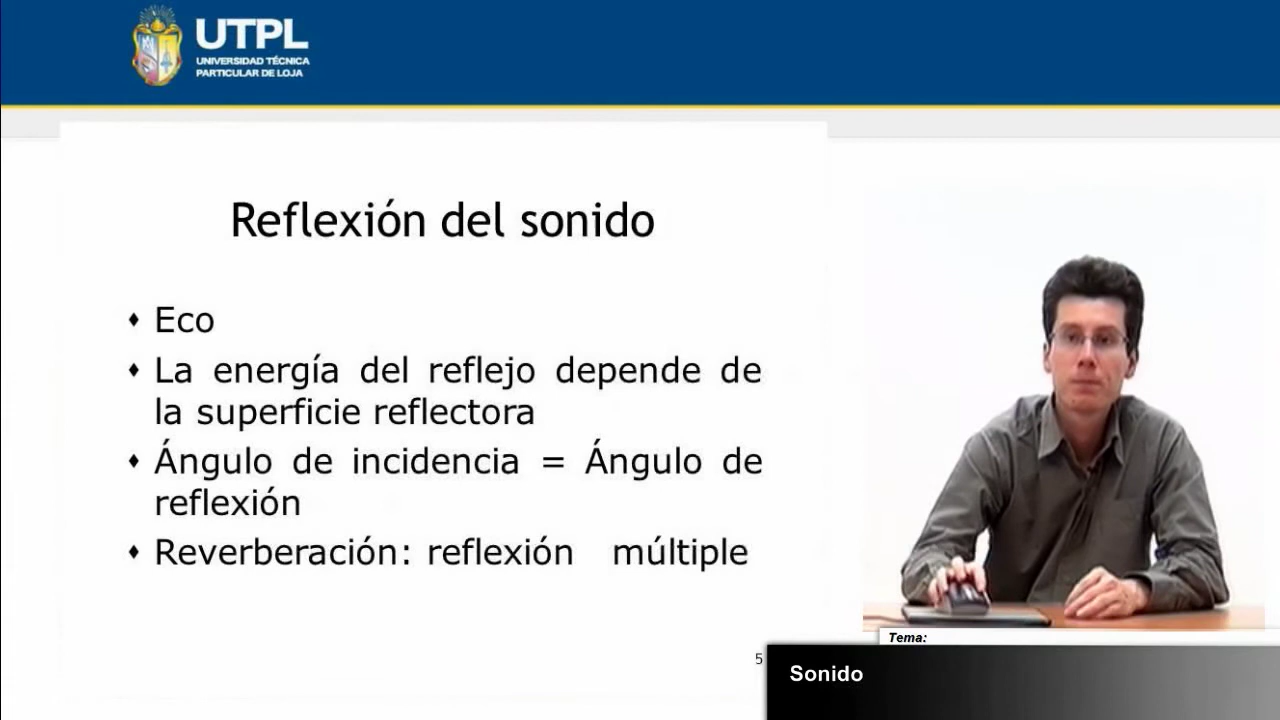 UTPL
UNIVERSIDAD TÉCNICA
PARTICULAR DE LOJA
Reflexión del sonido
♦ Eco
♦ La energía del reflejo depende de
la superficie reflectora
♦ Ángulo de incidencia = Ángulo de
reflexión
♦ Reverberación: reflexión múltiple
5
Tema:
Sonido